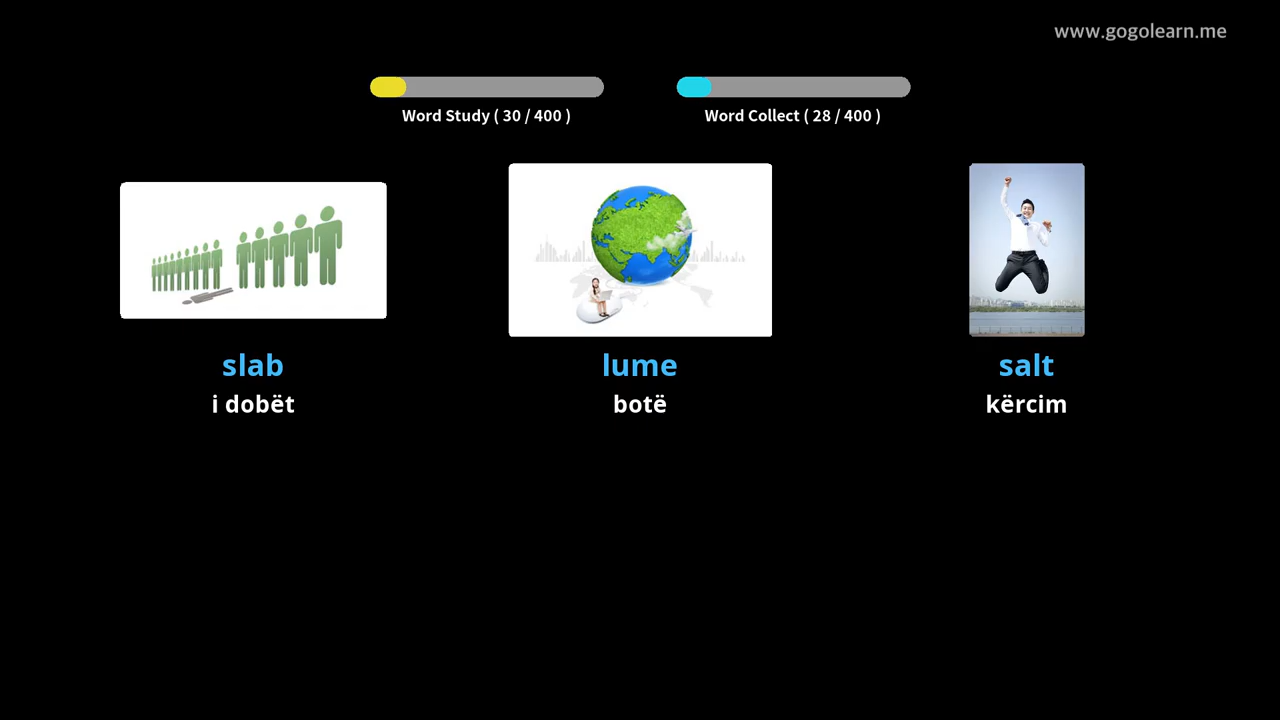 www.gogolearn.me
Word Study ( 30 / 400 )
Word Collect ( 28 / 400 )
slab
i dobët
lume
botë
salt
kërcim